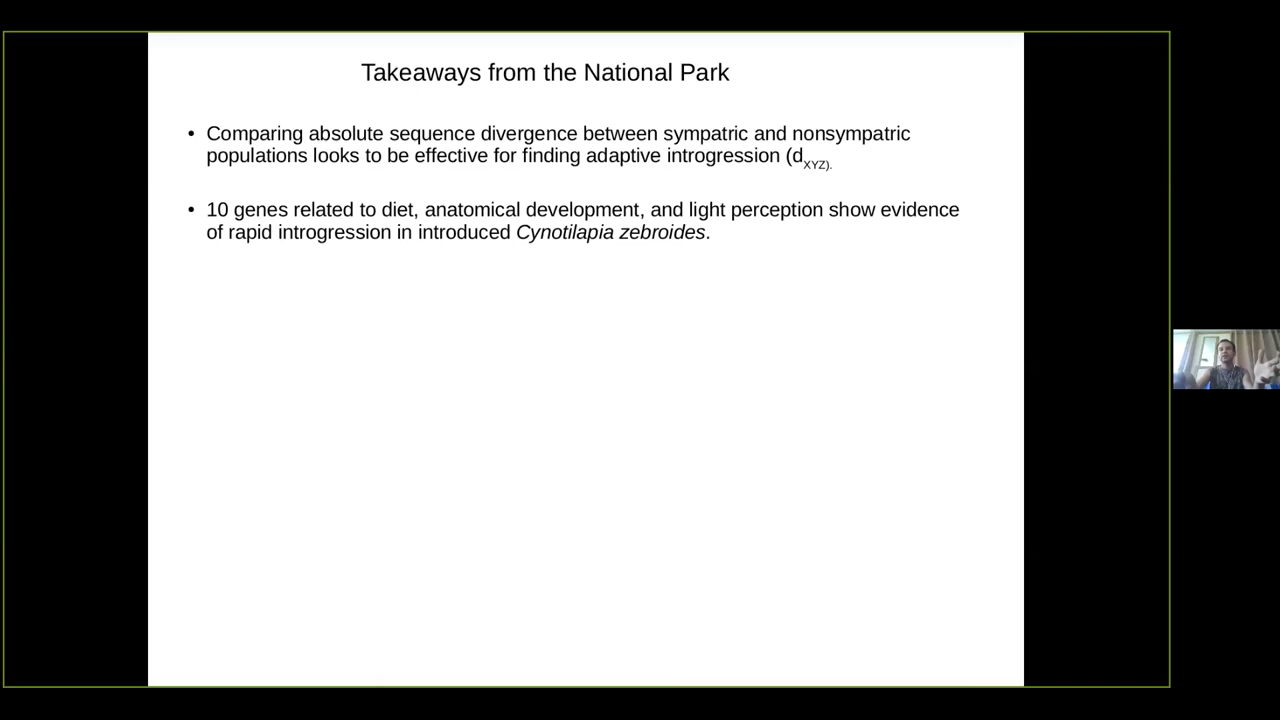 Takeaways from the National Park
• Comparing absolute sequence divergence between sympatric and nonsympatric
populations looks to be effective for finding adaptive introgression (dXYZ).
• 10 genes related to diet, anatomical development, and light perception show evidence
of rapid introgression in introduced Cynotilapia zebroides.